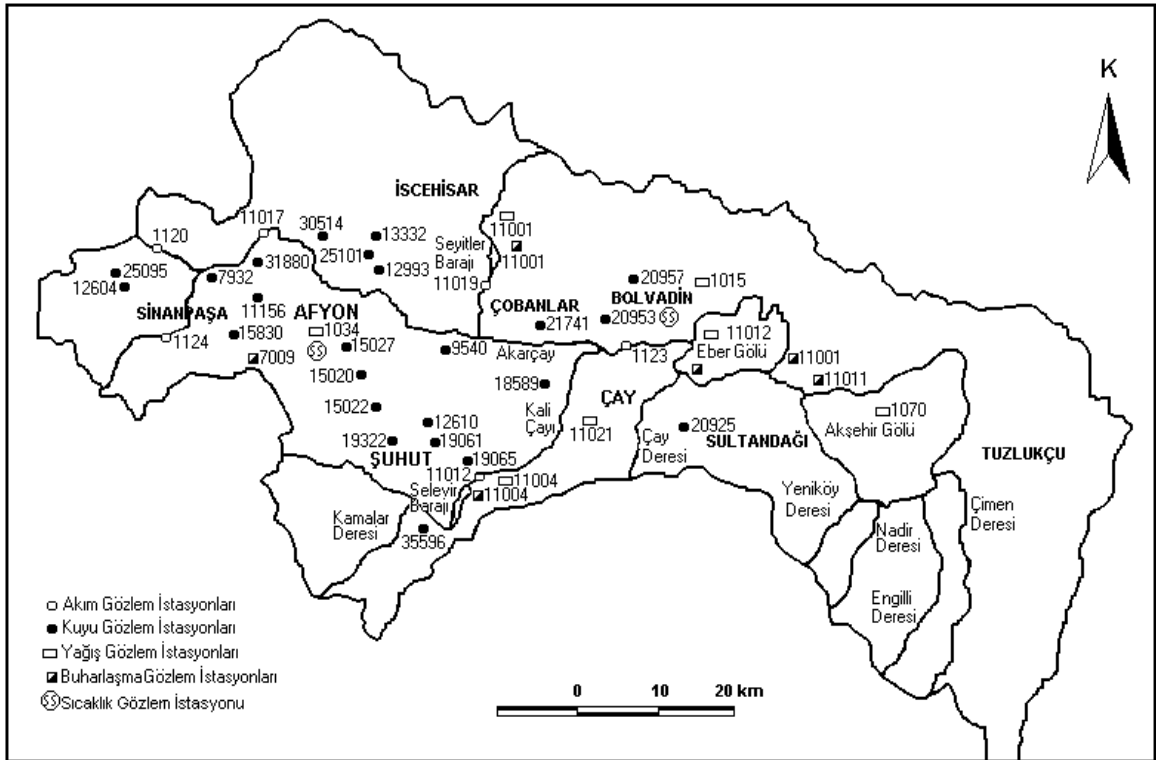 K
İSCEHİSAR
11017
30514
13332
11001
1120
25101
Seyitler
Barajı
11001
31880
12993
25095
7932
11019
20957
1015
12604
ÇOBANLAR
BOLVADİN
SİNANPAŞA
11156
AFYON
21741
20953
1034
15830
11012
1124
15027
9540
Akarçay
1123
Eber Gölü
7009
11001
15020
18589
ÇAY
11011
15022
Kali
Çayı
1070
12610
11021
20925
Akşehir Gölü
19322
19061
Çay
Deresi
SULTANDAĞI
TUZLUKÇU
ŞUHUT
19065
11012
11004
Selevir
Barajı
11004
Yeniköy
Deresi
Çimen
Deresi
Kamalar
Deresi
Nadir
Deresi
35596
Engilli
Deresi
Akım Gözlem İstasyonları
Kuyu Gözlem İstasyonları
Yağış Gözlem İstasyonları
Buharlaşma Gözlem İstasyonları
Sıcaklık Gözlem İstasyonu
0 10 20 km